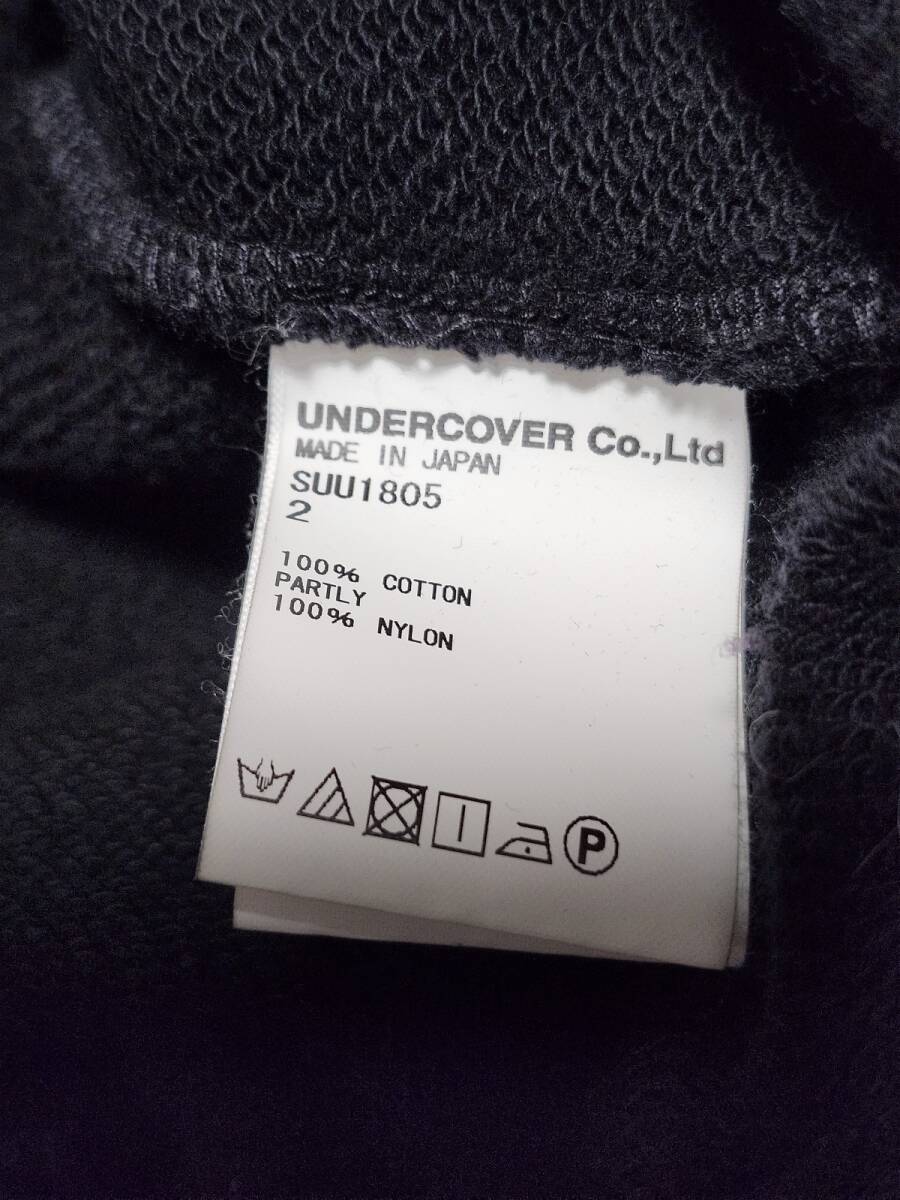 UNDERCOVER Co.,Ltd
MADE IN JAPAN
SUU1805
2
100% COTTON
PARTLY
100% NYLON
P